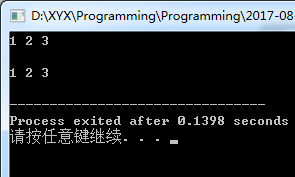 D:\XYX\Programming\Programming\2017-08-
1 2 3
1 2 3
--------------------------------
Process exited after 0.1398 seconds
请按任意键继续. . .